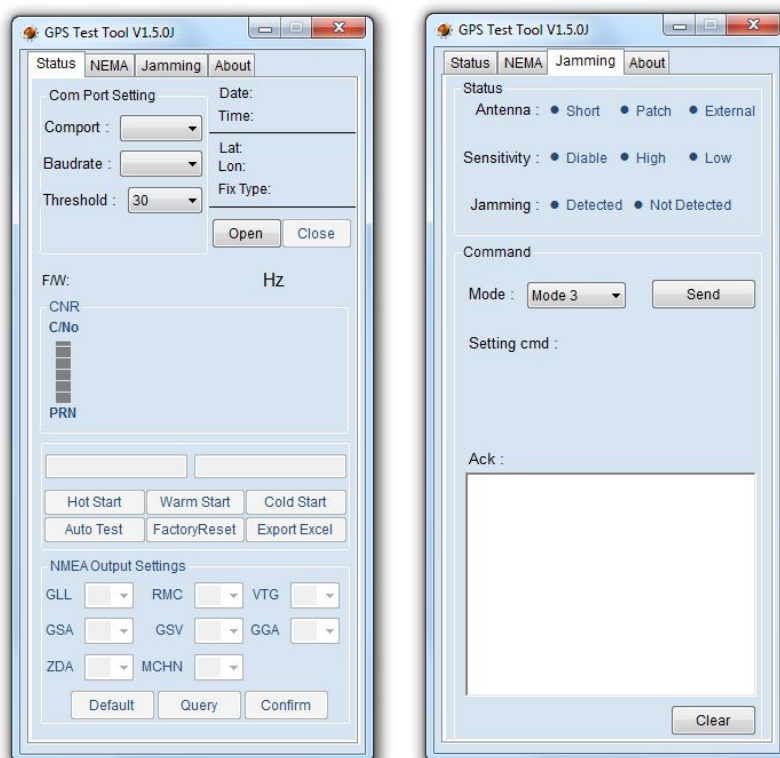 GPS Test Tool V1.5.0J
Status NEMA Jamming About
Com Port Setting
Comport :
Baudrate :
Threshold : 30
Date:
Time:
Lat:
Lon:
Fix Type:
Open Close
F/W: Hz
CNR
C/No
PRN
Hot Start Warm Start Cold Start
Auto Test FactoryReset Export Excel
NMEA Output Settings
GLL RMC VTG
GSA GSV GGA
ZDA MCHN
Default Query Confirm
GPS Test Tool V1.5.0J
Status NEMA Jamming About
Status
Antenna : Short Patch External
Sensitivity : Diable High Low
Jamming : Detected Not Detected
Command
Mode : Mode 3 Send
Setting cmd :
Ack :
Clear